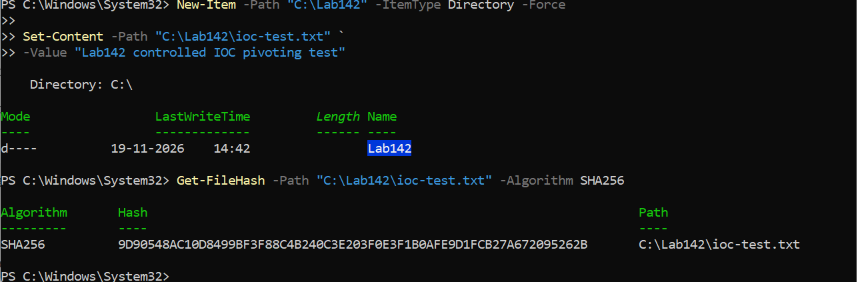 PS C:\Windows\System32> New-Item -Path "C:\Lab142" -ItemType Directory -Force
>>
>> Set-Content -Path "C:\Lab142\ioc-test.txt" `
>> -Value "Lab142 controlled IOC pivoting test"
Directory: C:\
Mode LastWriteTime Length Name
---- ------------- ------ ----
d---- 19-11-2026 14:42 Lab142
PS C:\Windows\System32> Get-FileHash -Path "C:\Lab142\ioc-test.txt" -Algorithm SHA256
Algorithm Hash Path
--------- ---- ----
SHA256 9D90548AC10D8499BF3F88C4B240C3E203F0E3F1B0AFE9D1FCB27A672095262B C:\Lab142\ioc-test.txt
PS C:\Windows\System32>